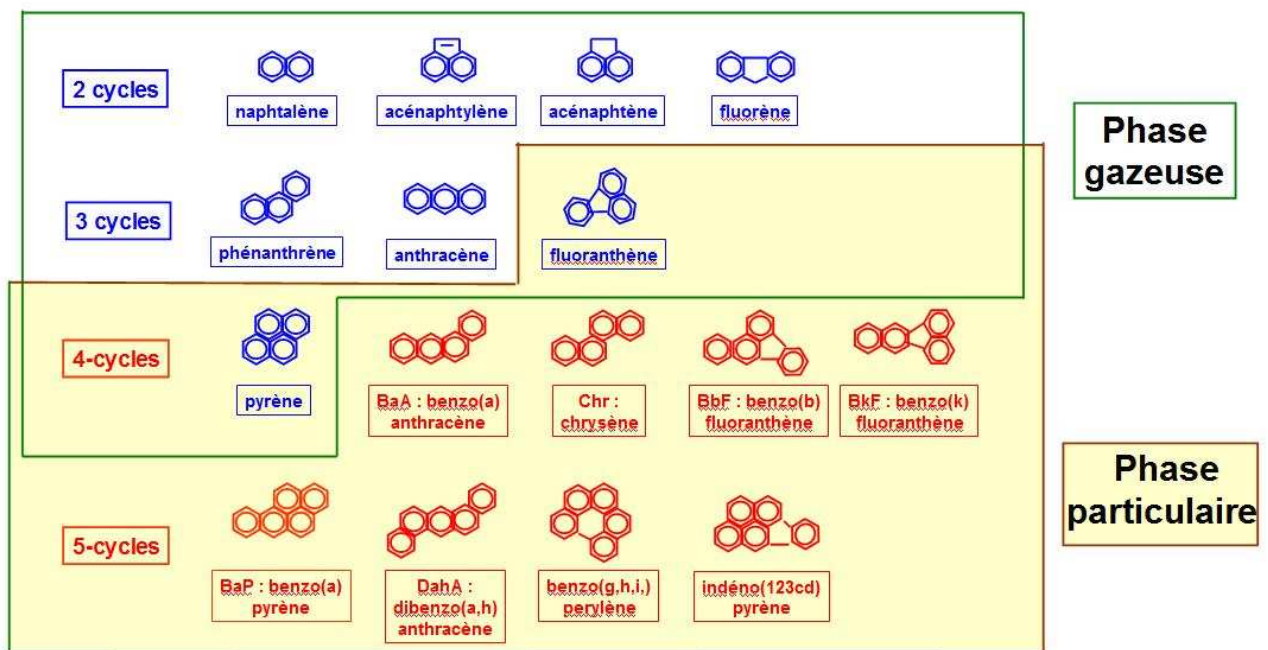 2 cycles
naphtalène
acénaphtylène
acénaphtène
fluorène
Phase
gazeuse
3 cycles
phénanthrène
anthracène
fluoranthène
4-cycles
pyrène
BaA : benzo(a)
anthracène
Chr :
chrysène
BbF : benzo(b)
fluoranthène
BkF : benzo(k)
fluoranthène
Phase
particulaire
5-cycles
BaP : benzo(a)
pyrène
DahA :
dibenzo(a,h)
anthracène
benzo(g,h,i,)
perylène
indéno(123cd)
pyrène